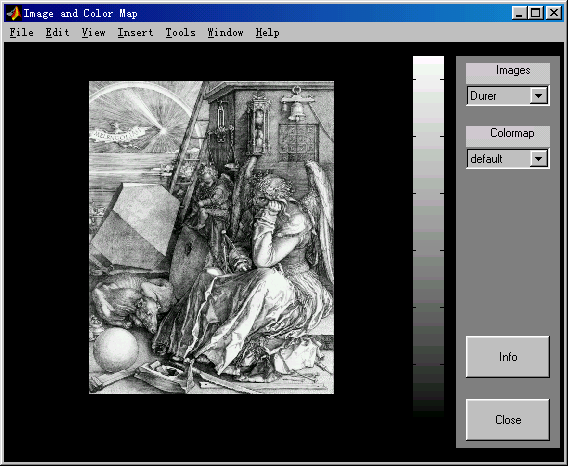 Image and Color Map
File Edit View Insert Tools Window Help
Images
Durer
Colormap
default
Info
Close